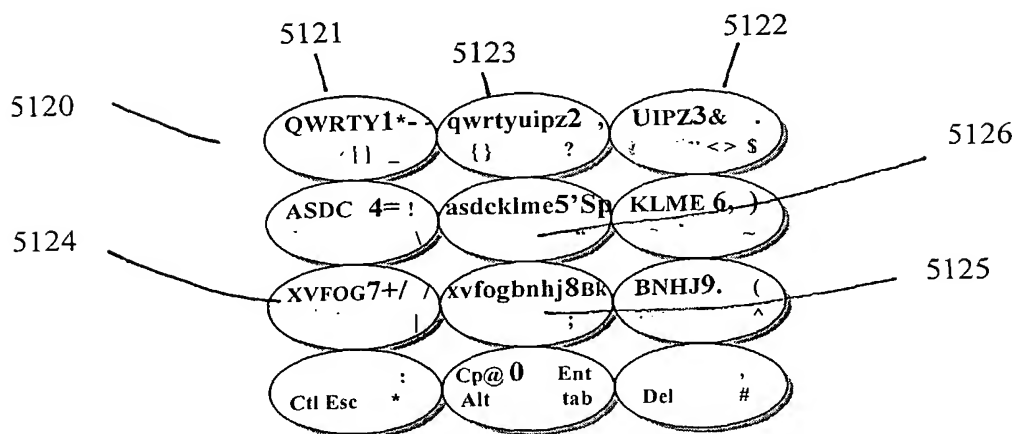 5121 5123 5122
5120
QWRTY1*- qwrtyuipz2 , UIPZ3& .
{} _ {} ? <> $
5126
ASDC 4= ! asdcklme5'Sp KLME 6, )
\ “ ~ ~
5124
5125
XVFOG7+/ / xvfogbnhj8Bk BNHJ9. (
| ; ^
: Cp@ 0 Ent ,
Ctl Esc * Alt tab Del #